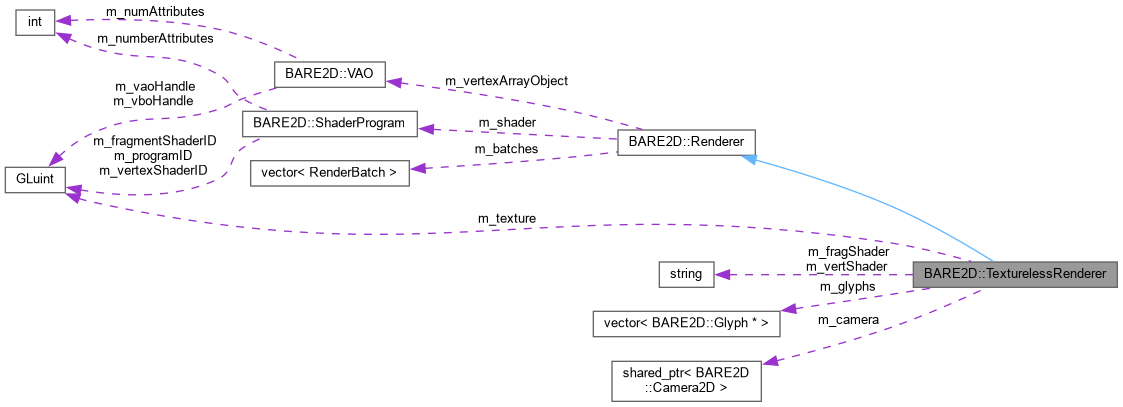 m_numAttributes
int
m_numberAttributes
BARE2D::VAO
m_vaoHandle
m_vboHandle
m_vertexArrayObject
BARE2D::ShaderProgram
m_shader
BARE2D::Renderer
m_fragmentShaderID
m_programID
m_vertexShaderID
m_batches
vector< RenderBatch >
GLuint
m_texture
m_fragShader
m_vertShader
string
BARE2D::TexturelessRenderer
m_glyphs
vector< BARE2D::Glyph * >
m_camera
shared_ptr< BARE2D
::Camera2D >